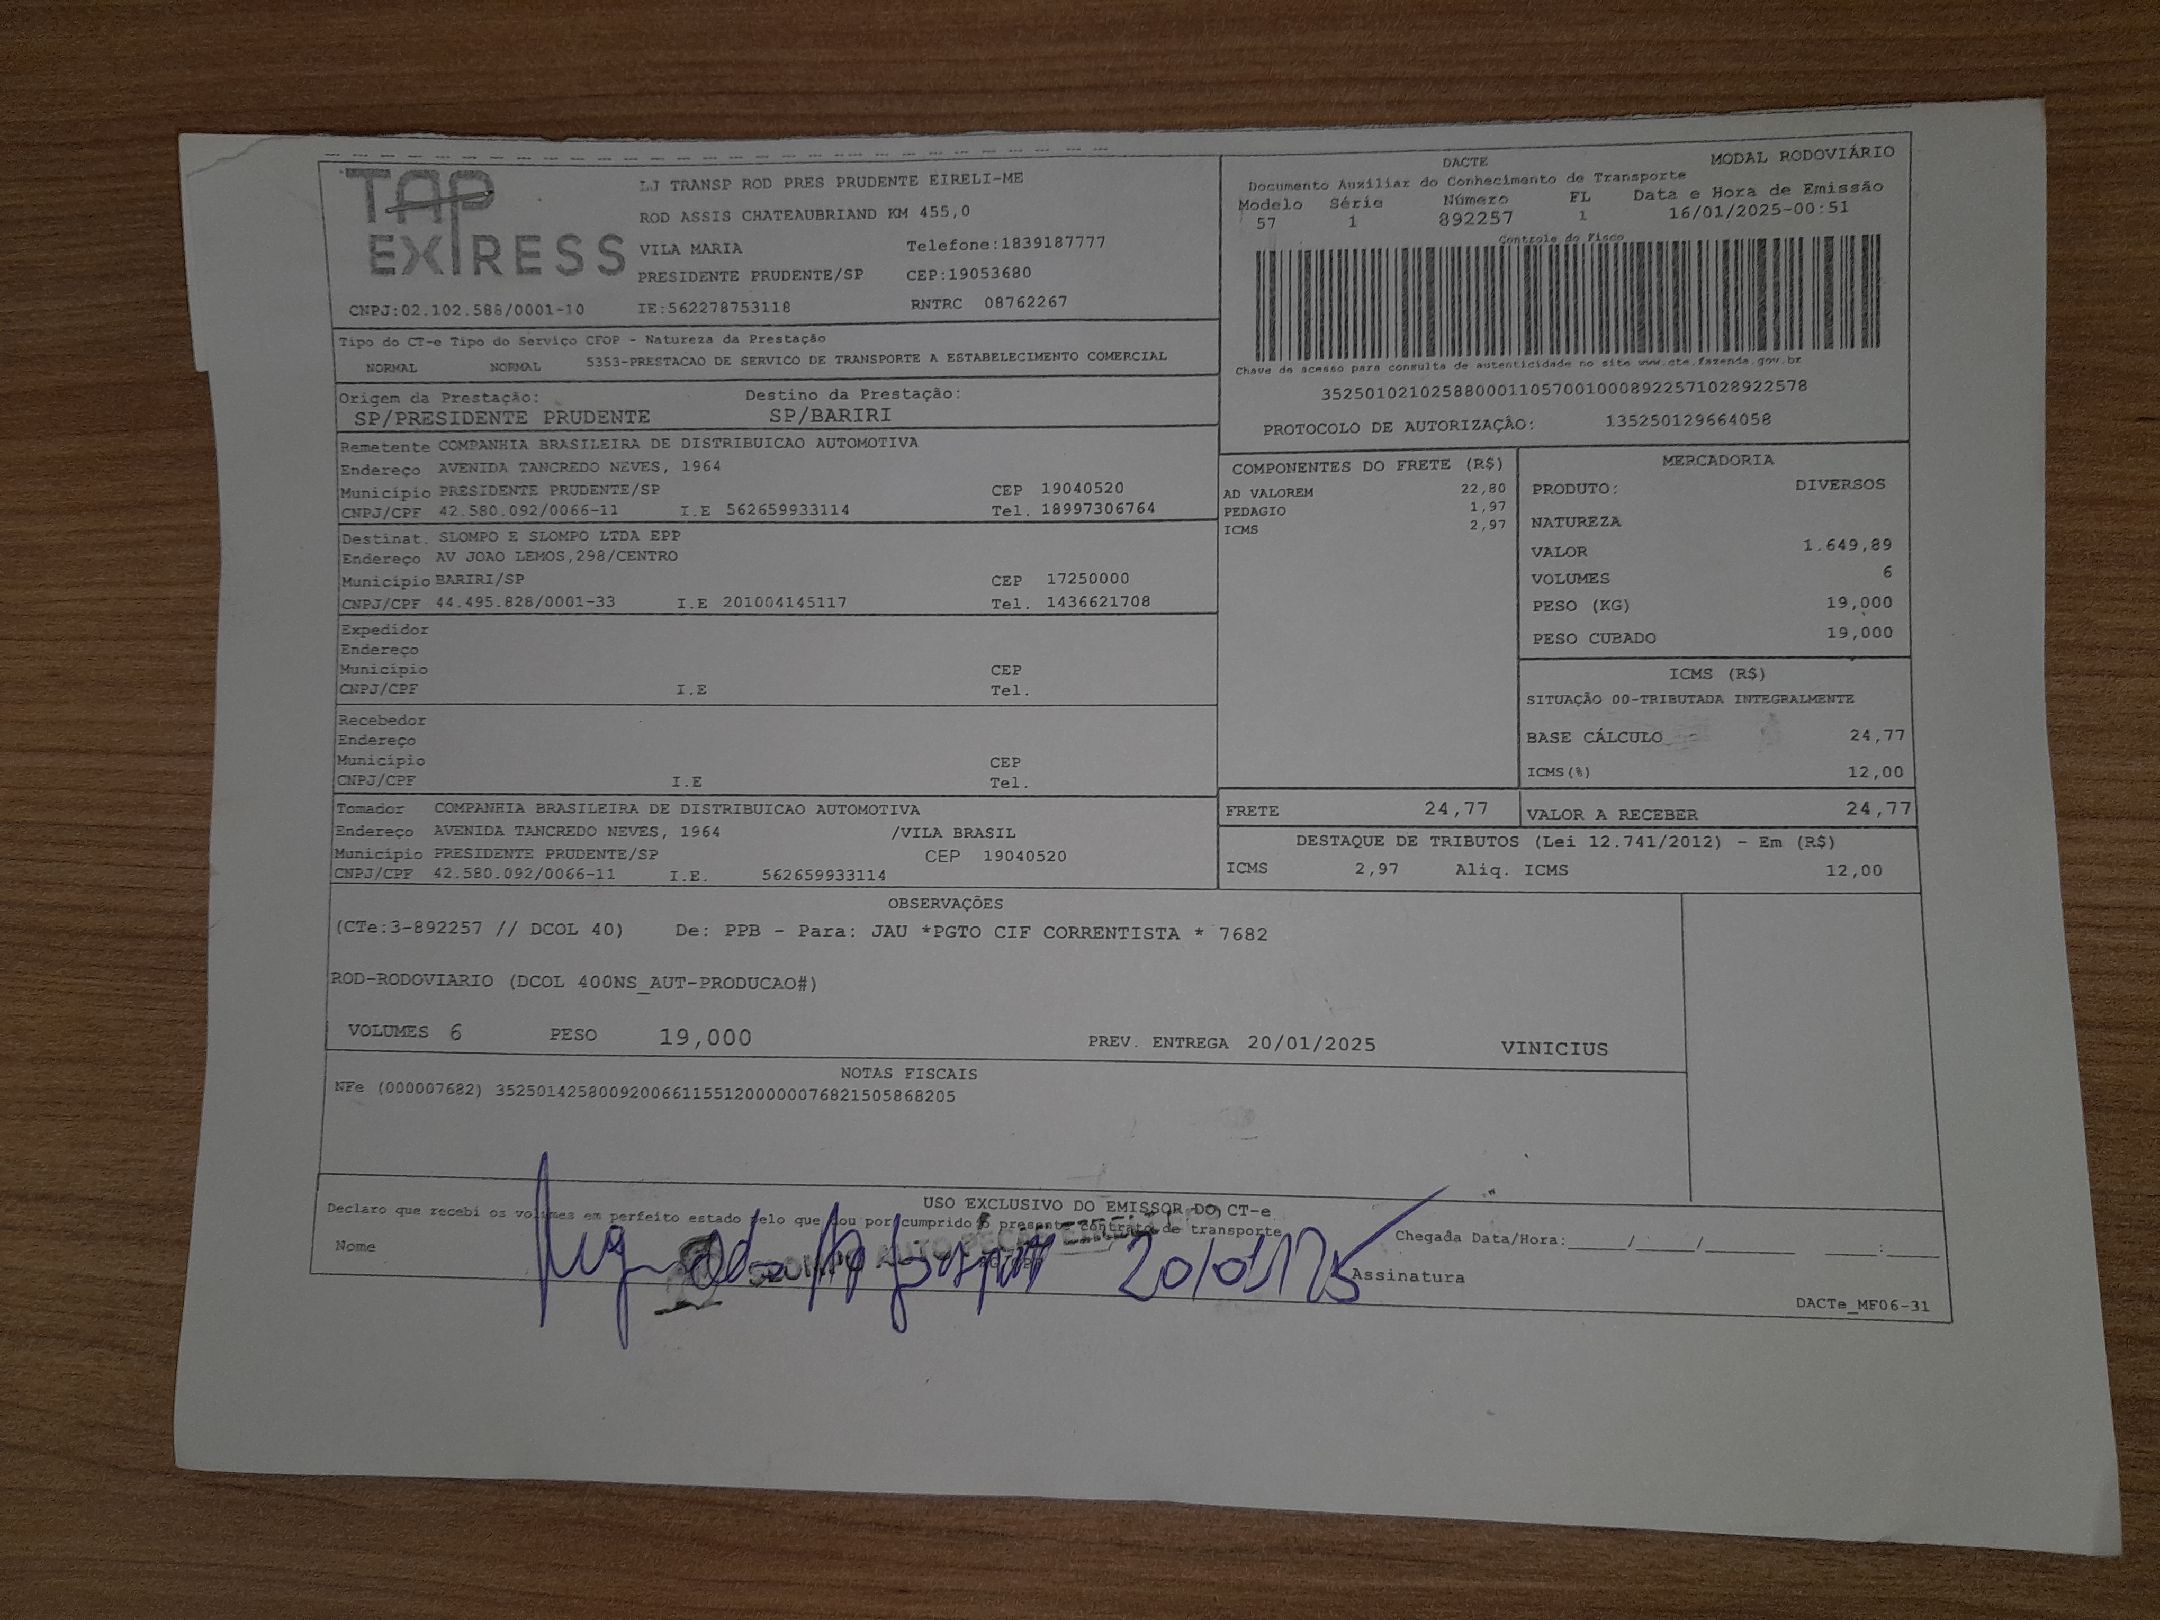 TAP
EXPRESS
LJ TRANSP ROD PRES PRUDENTE EIRELI-ME
ROD ASSIS CHATEAUBRIAND KM 455,0
VILA MARIA Telefone:1839187777
PRESIDENTE PRUDENTE/SP CEP:19053680
CNPJ:02.102.588/0001-10 IE:562278753118 RNTRC 08762267
DACTE MODAL RODOVIÁRIO
Documento Auxiliar do Conhecimento de Transporte
Modelo Série Número FL Data e Hora de Emissão
57 1 892257 1 16/01/2025-00:51
Controle do Fisco
Chave de acesso para consulta de autenticidade no site www.cte.fazenda.gov.br
35250102102588000110570010008922571028922578
PROTOCOLO DE AUTORIZAÇÃO: 135250129664058
Tipo do CT-e Tipo do Serviço CFOP - Natureza da Prestação
NORMAL NORMAL 5353-PRESTACAO DE SERVICO DE TRANSPORTE A ESTABELECIMENTO COMERCIAL
Origem da Prestação: Destino da Prestação:
SP/PRESIDENTE PRUDENTE SP/BARIRI
Remetente COMPANHIA BRASILEIRA DE DISTRIBUICAO AUTOMOTIVA
Endereço AVENIDA TANCREDO NEVES, 1964
Município PRESIDENTE PRUDENTE/SP CEP 19040520
CNPJ/CPF 42.580.092/0066-11 I.E 562659933114 Tel. 18997306764
Destinat. SLOMPO E SLOMPO LTDA EPP
Endereço AV JOAO LEMOS,298/CENTRO
Município BARIRI/SP CEP 17250000
CNPJ/CPF 44.495.828/0001-33 I.E 201004145117 Tel. 1436621708
Expedidor
Endereço
Município CEP
CNPJ/CPF I.E Tel.
Recebedor
Endereço
Município CEP
CNPJ/CPF I.E Tel.
Tomador COMPANHIA BRASILEIRA DE DISTRIBUICAO AUTOMOTIVA
Endereço AVENIDA TANCREDO NEVES, 1964 /VILA BRASIL
Município PRESIDENTE PRUDENTE/SP CEP 19040520
CNPJ/CPF 42.580.092/0066-11 I.E. 562659933114
COMPONENTES DO FRETE (R$)
AD VALOREM 22,80
PEDAGIO 1,97
ICMS 2,97
MERCADORIA
PRODUTO: DIVERSOS
NATUREZA
VALOR 1.649,89
VOLUMES 6
PESO (KG) 19,000
PESO CUBADO 19,000
ICMS (R$)
SITUAÇÃO 00-TRIBUTADA INTEGRALMENTE
BASE CÁLCULO 24,77
ICMS(%) 12,00
FRETE 24,77 VALOR A RECEBER 24,77
DESTAQUE DE TRIBUTOS (Lei 12.741/2012) - Em (R$)
ICMS 2,97 Aliq. ICMS 12,00
OBSERVAÇÕES
(CTe:3-892257 // DCOL 40) De: PPB - Para: JAU *PGTO CIF CORRENTISTA * 7682
ROD-RODOVIARIO (DCOL 400NS_AUT-PRODUCAO#)
VOLUMES 6 PESO 19,000 PREV. ENTREGA 20/01/2025 VINICIUS
NOTAS FISCAIS
NFe (000007682) 35250142580092006611551200000076821505868205
USO EXCLUSIVO DO EMISSOR DO CT-e
Declaro que recebi os volumes em perfeito estado pelo que dou por cumprido o presente contrato de transporte
Nome AUTO 20/01/25
Chegada Data/Hora:____/____/______ ____:____
Assinatura
DACTe_MF06-31